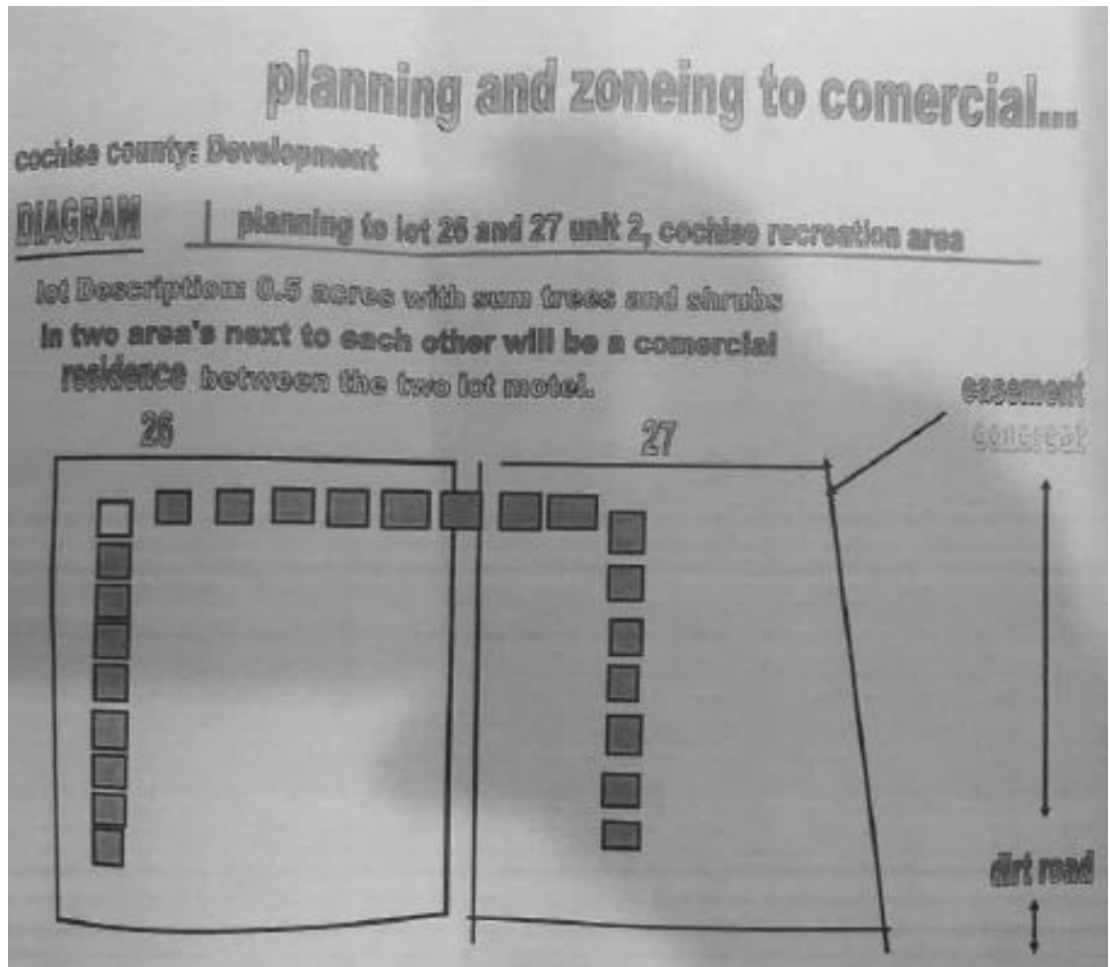 planning and zoneing to comercial...
cochise county: Development
DIAGRAM
planning to lot 26 and 27 unit 2, cochise recreation area
lot Description: 0.5 acres with sum trees and shrubs
in two area's next to each other will be a comercial
residence between the two lot motel.
26
27
easement
concreat
dirt road